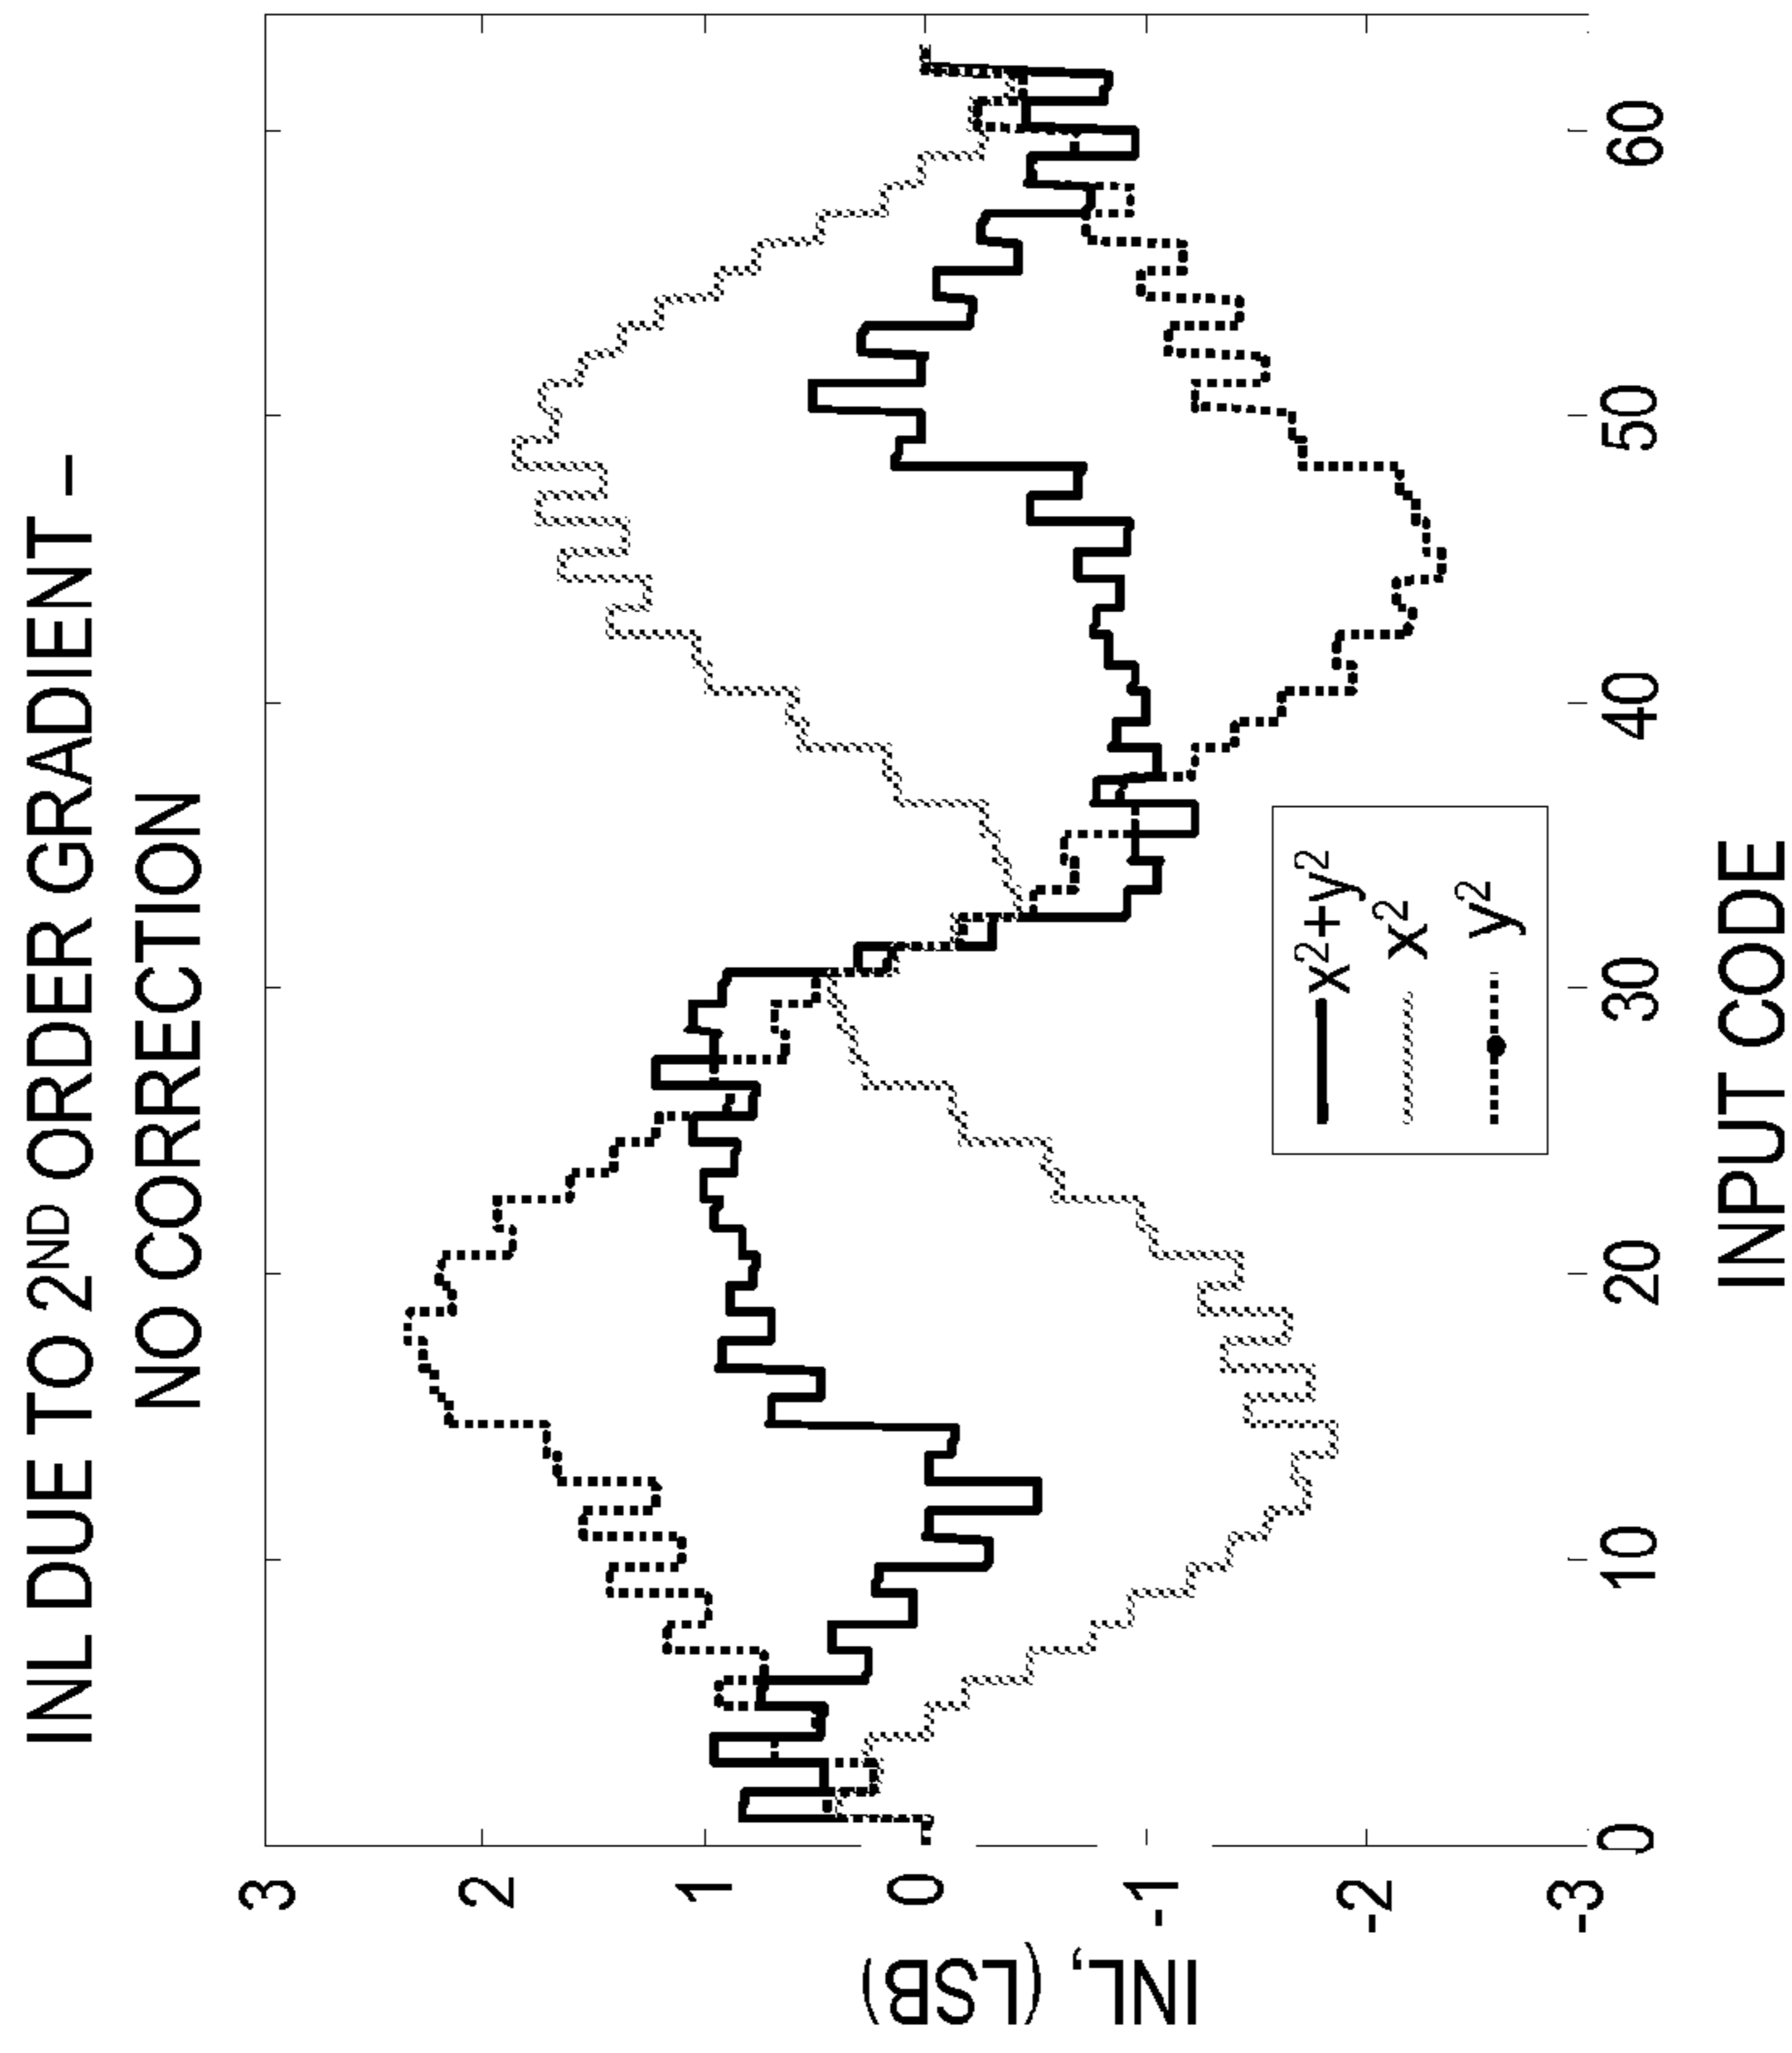 INL DUE TO 2ND ORDER GRADIENT –
NO CORRECTION
3
2
1
0
-1
-2
-3
INL, (LSB)
0
10
20
30
40
50
60
INPUT CODE
x²+y²
x²
y²